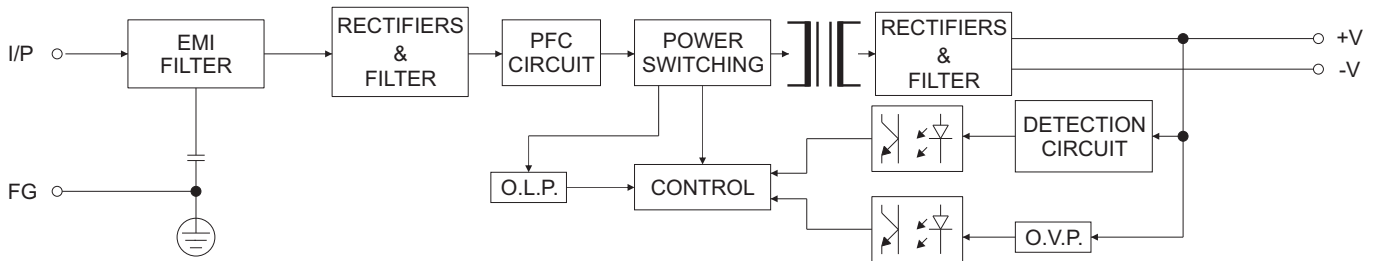 I/P
EMI
FILTER
RECTIFIERS
&
FILTER
PFC
CIRCUIT
POWER
SWITCHING
RECTIFIERS
&
FILTER
+V
-V
DETECTION
CIRCUIT
FG
O.L.P.
CONTROL
O.V.P.